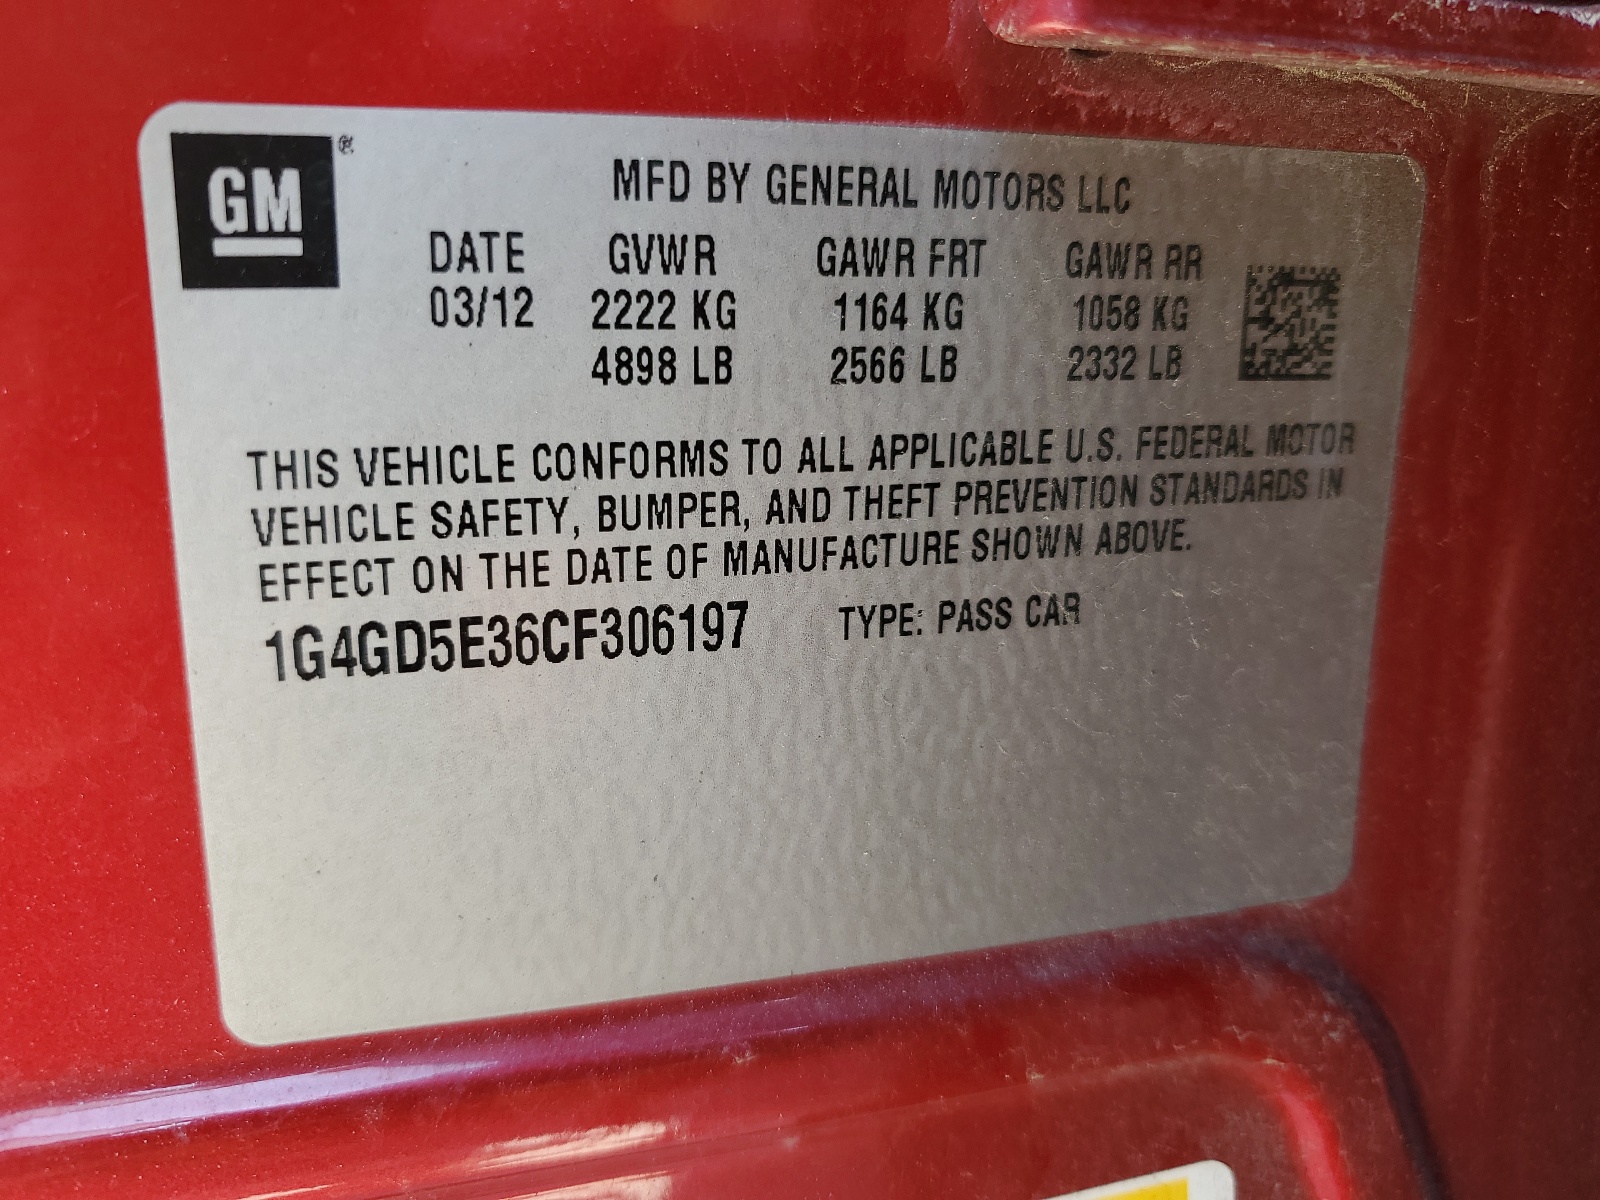 GM®
MFD BY GENERAL MOTORS LLC
DATE GVWR GAWR FRT GAWR RR
03/12 2222 KG 1164 KG 1058 KG
4898 LB 2566 LB 2332 LB
THIS VEHICLE CONFORMS TO ALL APPLICABLE U.S. FEDERAL MOTOR
VEHICLE SAFETY, BUMPER, AND THEFT PREVENTION STANDARDS IN
EFFECT ON THE DATE OF MANUFACTURE SHOWN ABOVE.
1G4GD5E36CF306197 TYPE: PASS CAR